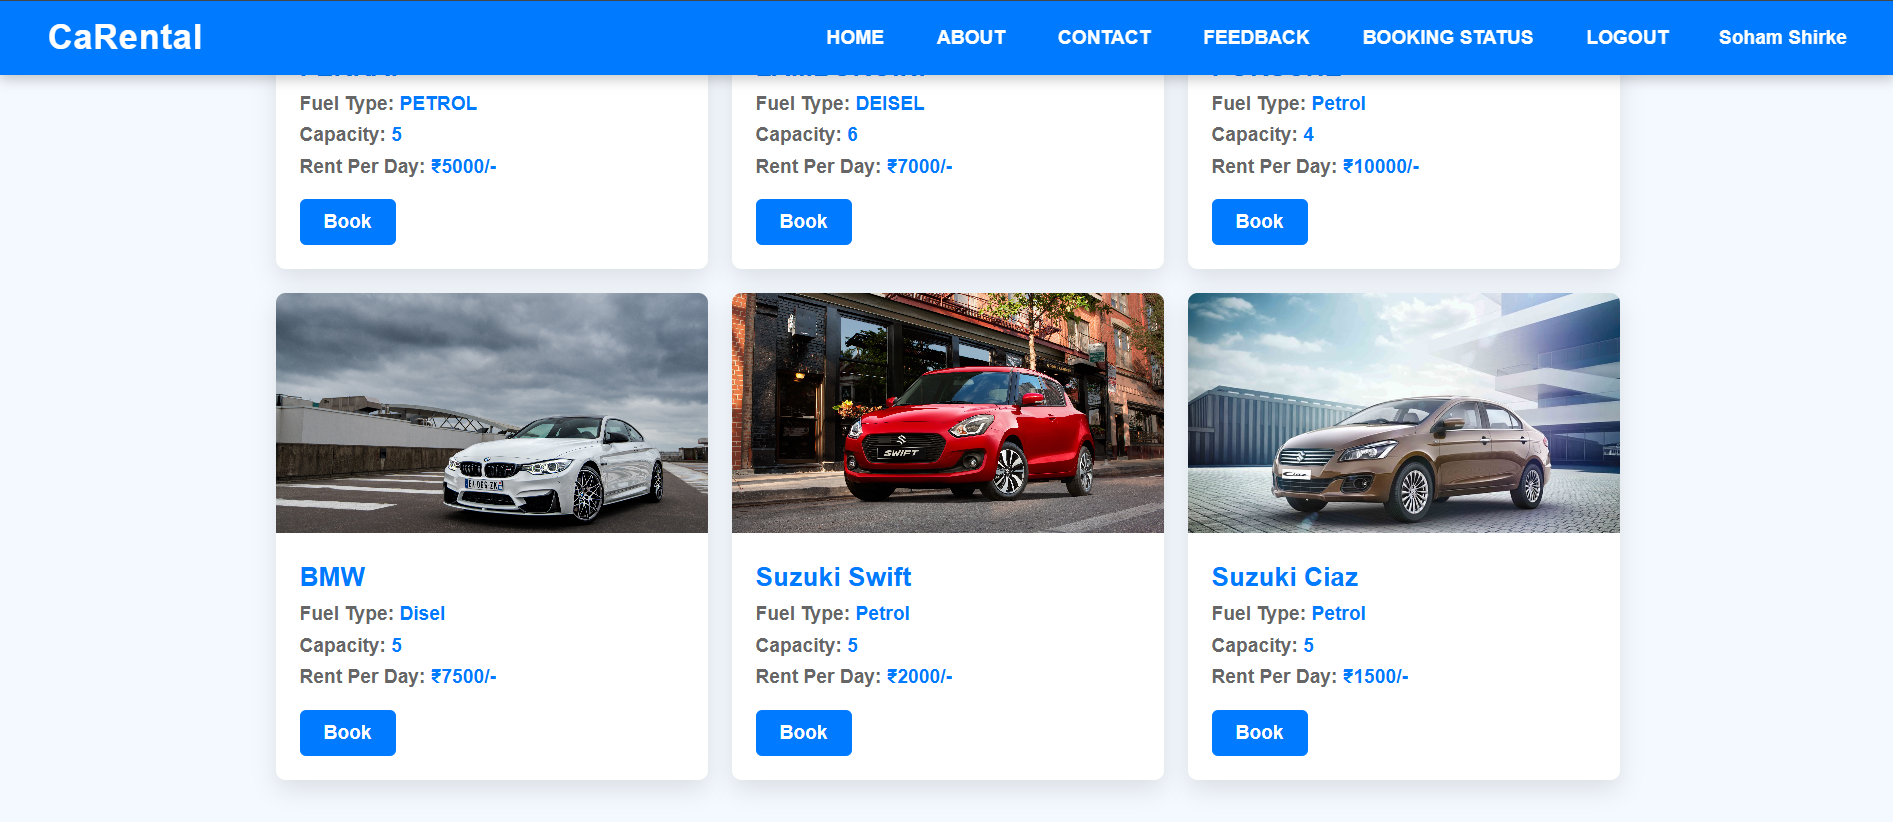 CaRental HOME ABOUT CONTACT FEEDBACK BOOKING STATUS LOGOUT Soham Shirke
Fuel Type: PETROL
Capacity: 5
Rent Per Day: ₹5000/-
Book
Fuel Type: DEISEL
Capacity: 6
Rent Per Day: ₹7000/-
Book
Fuel Type: Petrol
Capacity: 4
Rent Per Day: ₹10000/-
Book
BMW
Fuel Type: Disel
Capacity: 5
Rent Per Day: ₹7500/-
Book
SWIFT
Suzuki Swift
Fuel Type: Petrol
Capacity: 5
Rent Per Day: ₹2000/-
Book
Ciaz
Suzuki Ciaz
Fuel Type: Petrol
Capacity: 5
Rent Per Day: ₹1500/-
Book